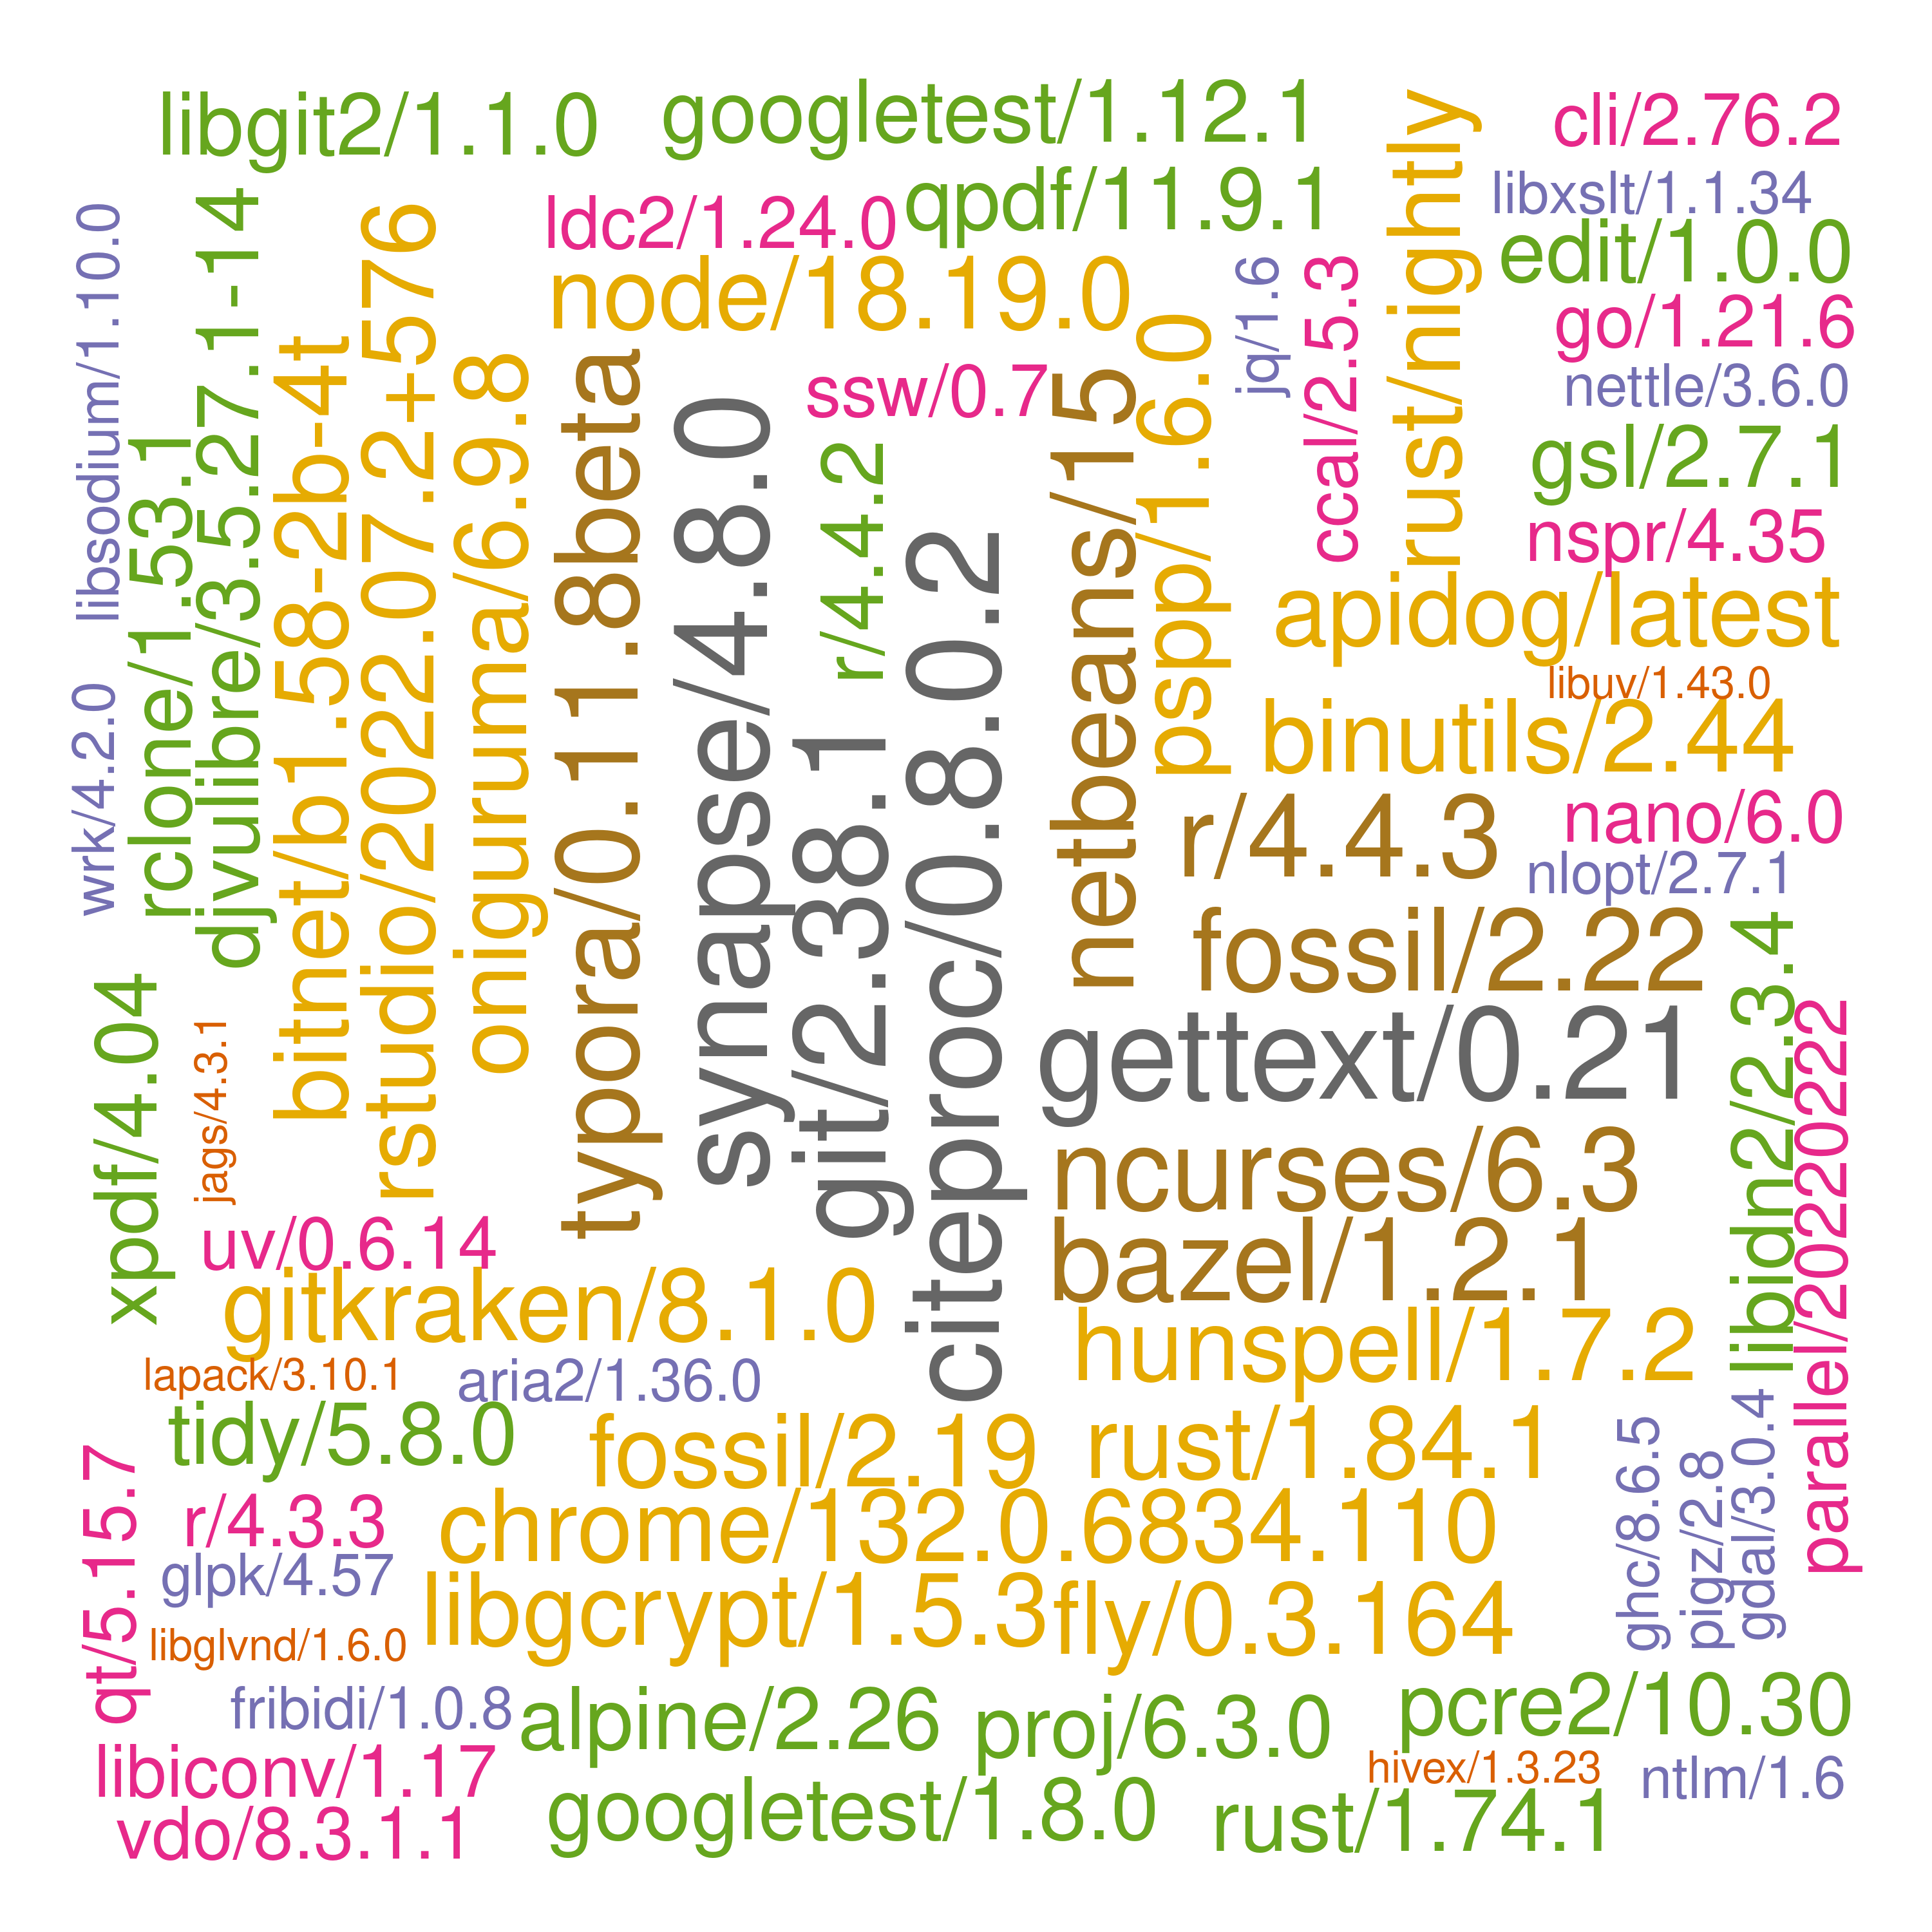 libgit2/1.1.0
googletest/1.12.1
cli/2.76.2
libxslt/1.1.34
qpdf/11.9.1
ldc2/1.24.0
edit/1.0.0
node/18.19.0
go/1.21.6
rust/nightly
jq/1.6
ccal/2.5.3
nettle/3.6.0
ssw/0.7
gsl/2.7.1
nspr/4.35
libsodium/1.10.0
rclone/1.53.1
djvulibre/3.5.27.1-14
bitnet/b1.58-2b-4t
rstudio/2022.07.2+576
oniguruma/6.9.8
typora/0.11.8beta
synapse/4.8.0
r/4.4.2
git/2.38.1
citeproc/0.8.0.2
netbeans/15
pspp/1.6.0
apidog/latest
libuv/1.43.0
binutils/2.44
wrk/4.2.0
r/4.4.3
nano/6.0
nlopt/2.7.1
fossil/2.22
xpdf/4.04
jags/4.3.1
gettext/0.21
libidn2/2.3.4
parallel/20220222
ncurses/6.3
uv/0.6.14
bazel/1.2.1
gitkraken/8.1.0
hunspell/1.7.2
lapack/3.10.1
aria2/1.36.0
tidy/5.8.0
fossil/2.19
rust/1.84.1
qt/5.15.7
r/4.3.3
chrome/132.0.6834.110
ghc/8.6.5
pigz/2.8
gdal/3.0.4
glpk/4.57
libgcrypt/1.5.3
fly/0.3.164
libglvnd/1.6.0
fribidi/1.0.8
alpine/2.26
proj/6.3.0
pcre2/10.30
libiconv/1.17
hivex/1.3.23
ntlm/1.6
vdo/8.3.1.1
googletest/1.8.0
rust/1.74.1